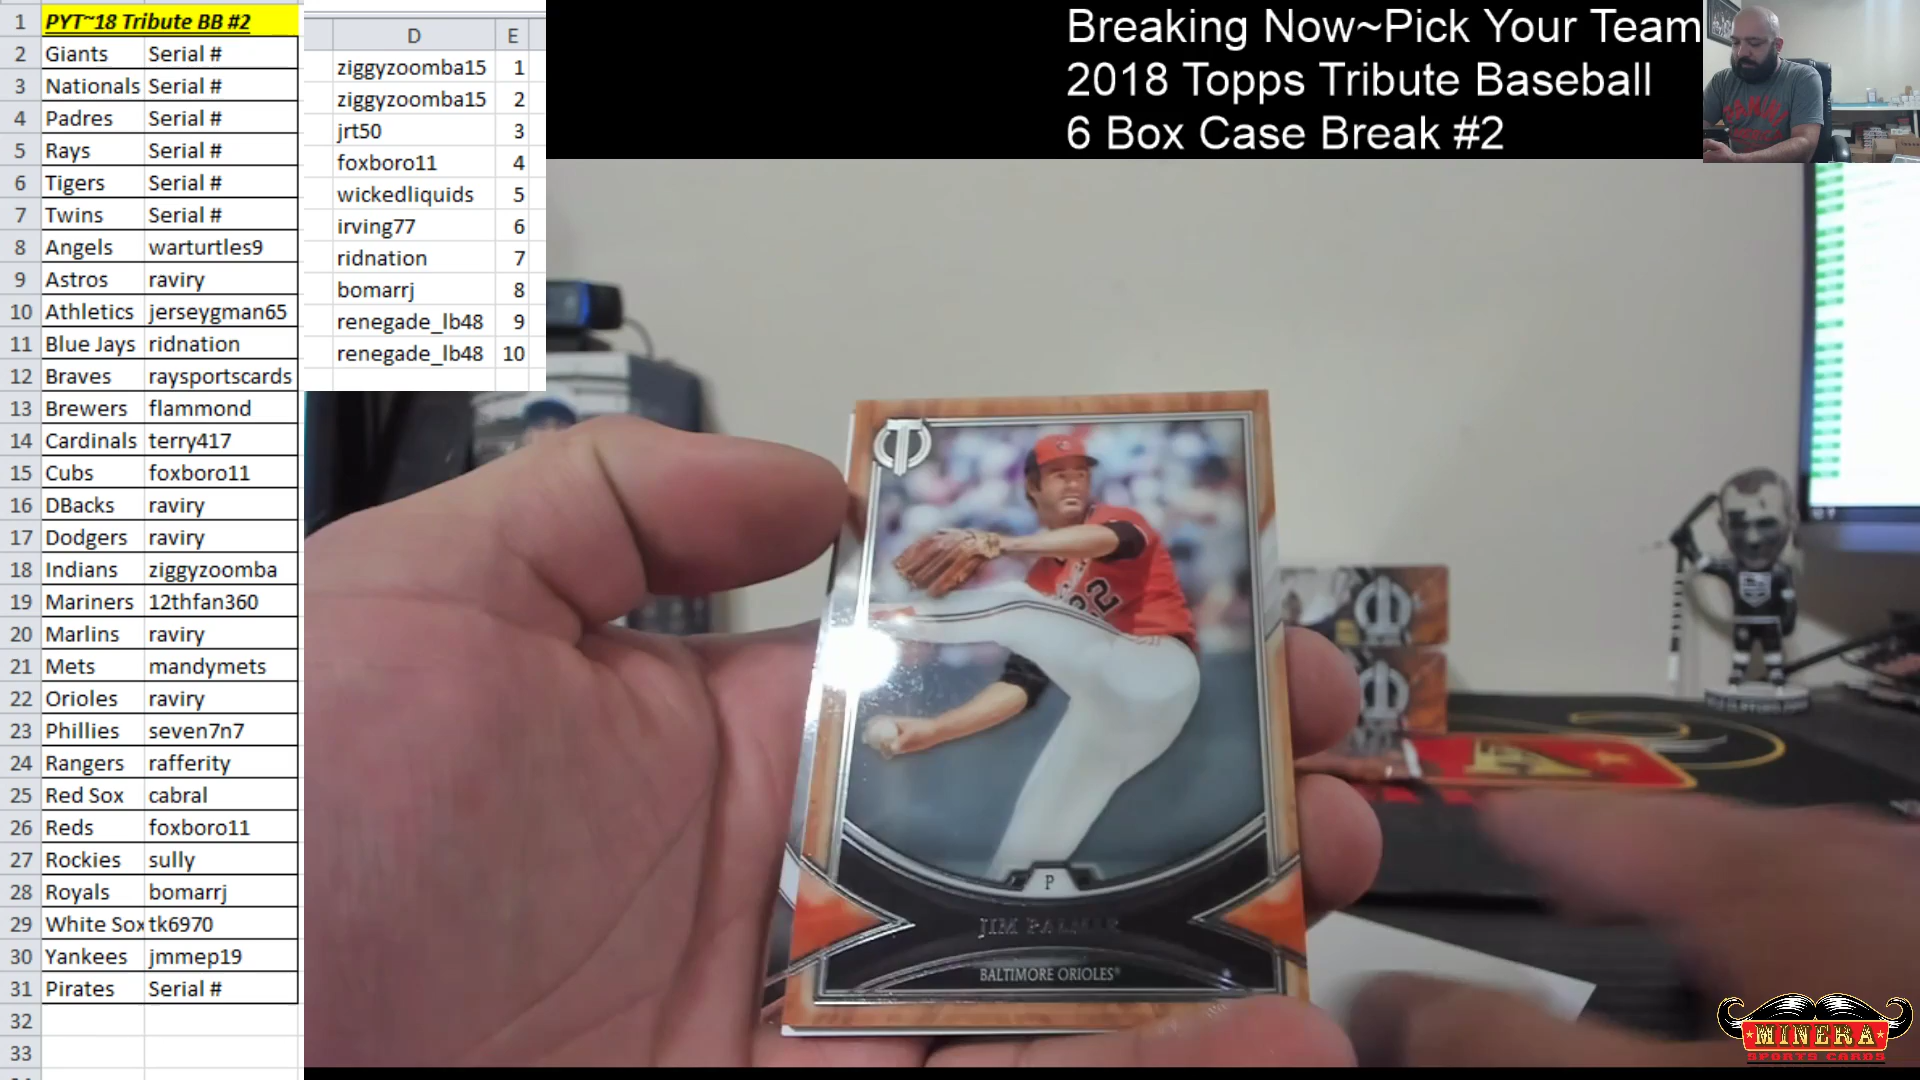 1 PYT~18 Tribute BB #2
2 Giants Serial #
3 Nationals Serial #
4 Padres Serial #
5 Rays Serial #
6 Tigers Serial #
7 Twins Serial #
8 Angels warturtles9
9 Astros raviry
10 Athletics jerseygman65
11 Blue Jays ridnation
12 Braves raysportscards
13 Brewers flammond
14 Cardinals terry417
15 Cubs foxboro11
16 DBacks raviry
17 Dodgers raviry
18 Indians ziggyzoomba
19 Mariners 12thfan360
20 Marlins raviry
21 Mets mandymets
22 Orioles raviry
23 Phillies seven7n7
24 Rangers rafferity
25 Red Sox cabral
26 Reds foxboro11
27 Rockies sully
28 Royals bomarrj
29 White Sox tk6970
30 Yankees jmmep19
31 Pirates Serial #
32
33
D E
ziggyzoomba15 1
ziggyzoomba15 2
jrt50 3
foxboro11 4
wickedliquids 5
irving77 6
ridnation 7
bomarrj 8
renegade_lb48 9
renegade_lb48 10
Breaking Now~Pick Your Team
2018 Topps Tribute Baseball
6 Box Case Break #2
22
P
JIM PALMER
BALTIMORE ORIOLES®
MINERA
SPORTS CARDS